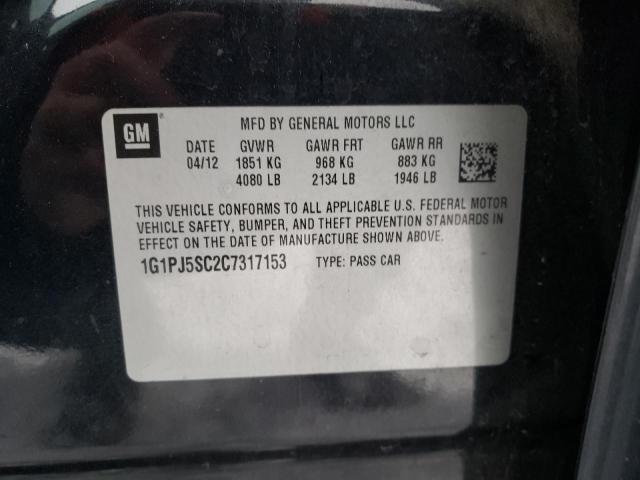 GM
MFD BY GENERAL MOTORS LLC
DATE GVWR GAWR FRT GAWR RR
04/12 1851 KG 968 KG 883 KG
4080 LB 2134 LB 1946 LB
THIS VEHICLE CONFORMS TO ALL APPLICABLE U.S. FEDERAL MOTOR
VEHICLE SAFETY, BUMPER, AND THEFT PREVENTION STANDARDS IN
EFFECT ON THE DATE OF MANUFACTURE SHOWN ABOVE.
1G1PJ5SC2C7317153 TYPE: PASS CAR